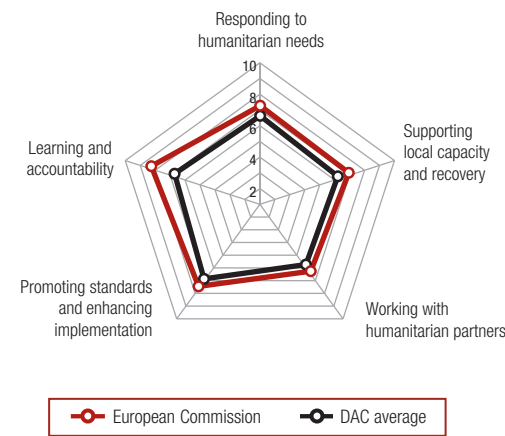 Responding to
humanitarian needs
10
8
6
4
2
Learning and
accountability
Supporting
local capacity
and recovery
Promoting standards
and enhancing
implementation
Working with
humanitarian partners
European Commission
DAC average